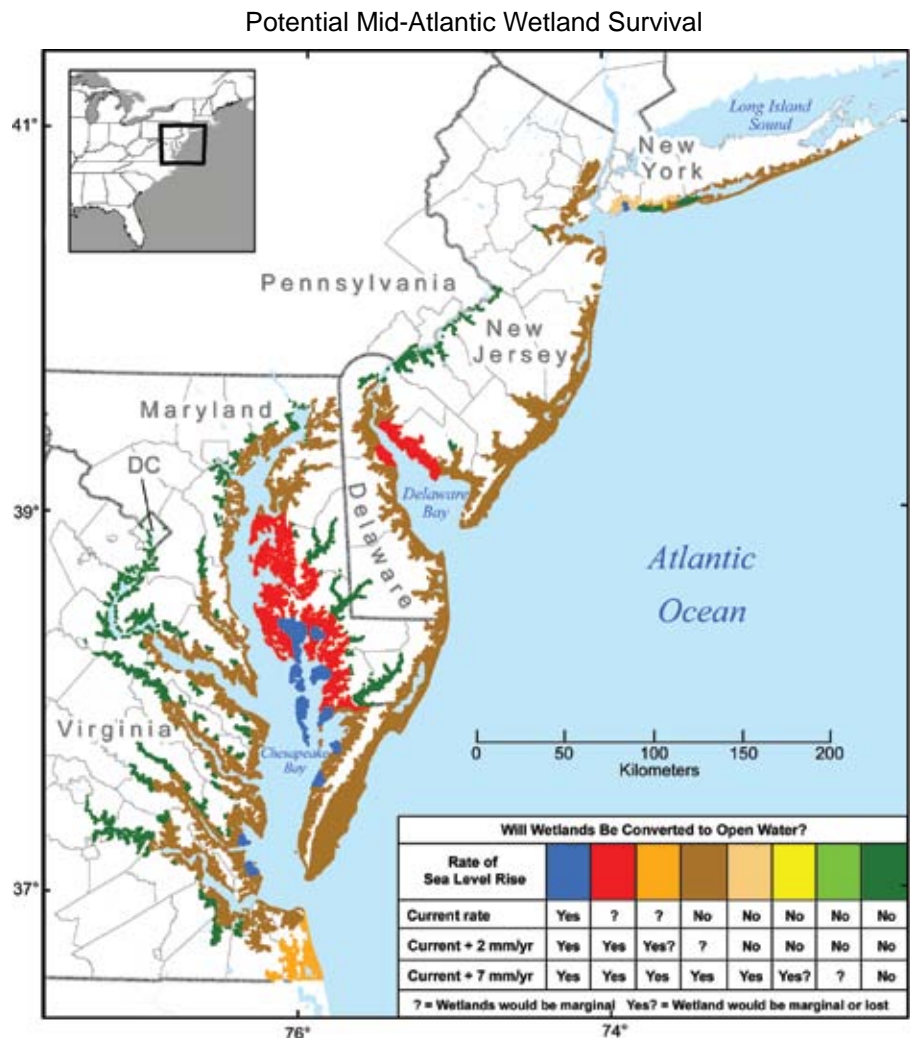 Potential Mid-Atlantic Wetland Survival
41°
Long Island
Sound
New
York
Pennsylvania
New
Jersey
Maryland
DC
39°
39°
Delaware
Bay
Delaware
Atlantic
Ocean
Virginia
Chesapeake
Bay
0 50 100 150 200
Kilometers
37°
Will Wetlands Be Converted to Open Water?
Rate of
Sea Level Rise
Current rate Yes ? ? No No No No No
Current + 2 mm/yr Yes Yes Yes? ? No No No No
Current + 7 mm/yr Yes Yes Yes Yes Yes Yes? ? No
? = Wetlands would be marginal Yes? = Wetland would be marginal or lost
76° 74°